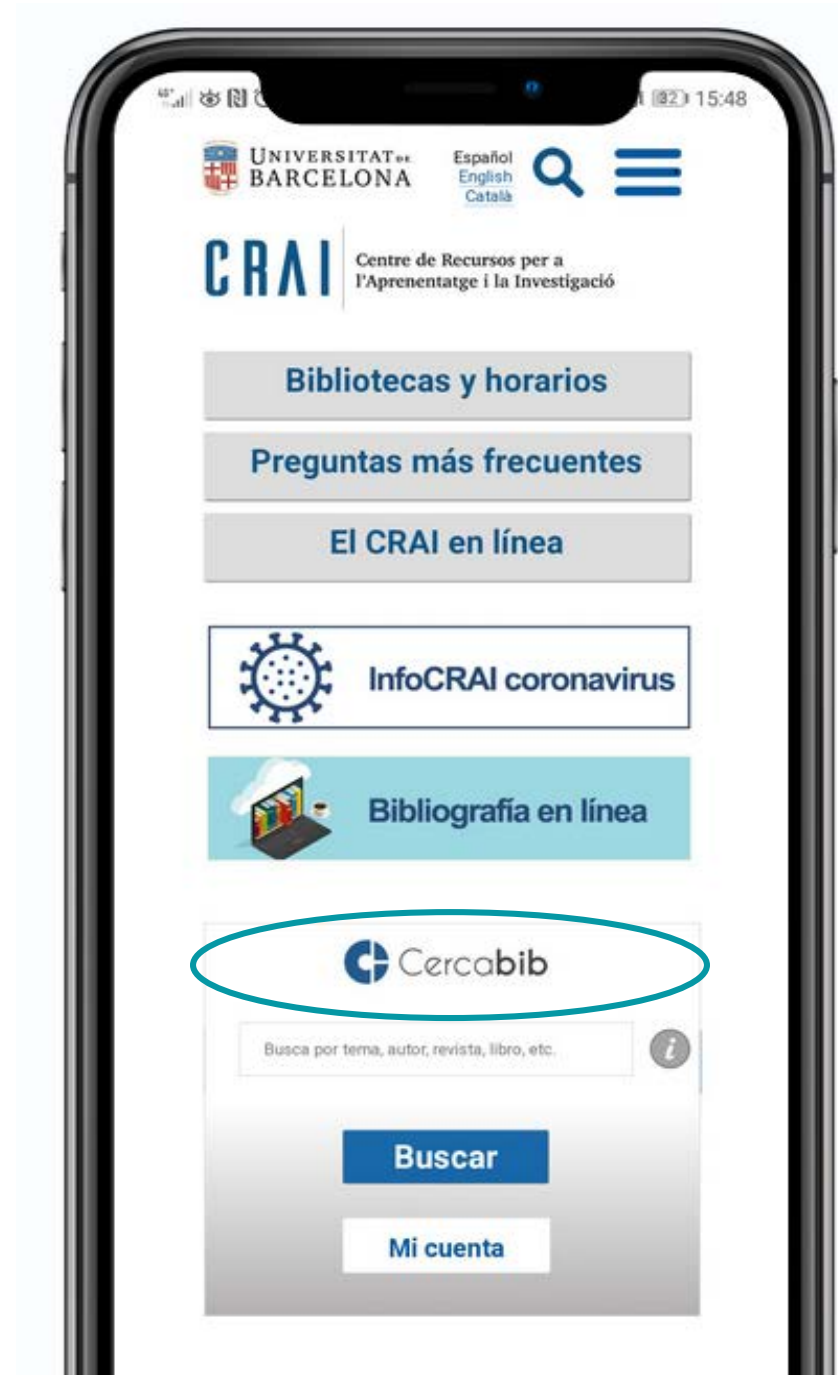 15:48
UNIVERSITAT DE
BARCELONA
Español
English
Català
CRAI
Centre de Recursos per a
l'Aprenentatge i la Investigació
Bibliotecas y horarios
Preguntas más frecuentes
El CRAI en línea
InfoCRAI coronavirus
Bibliografía en línea
Cercabib
Busca por tema, autor, revista, libro, etc.
i
Buscar
Mi cuenta